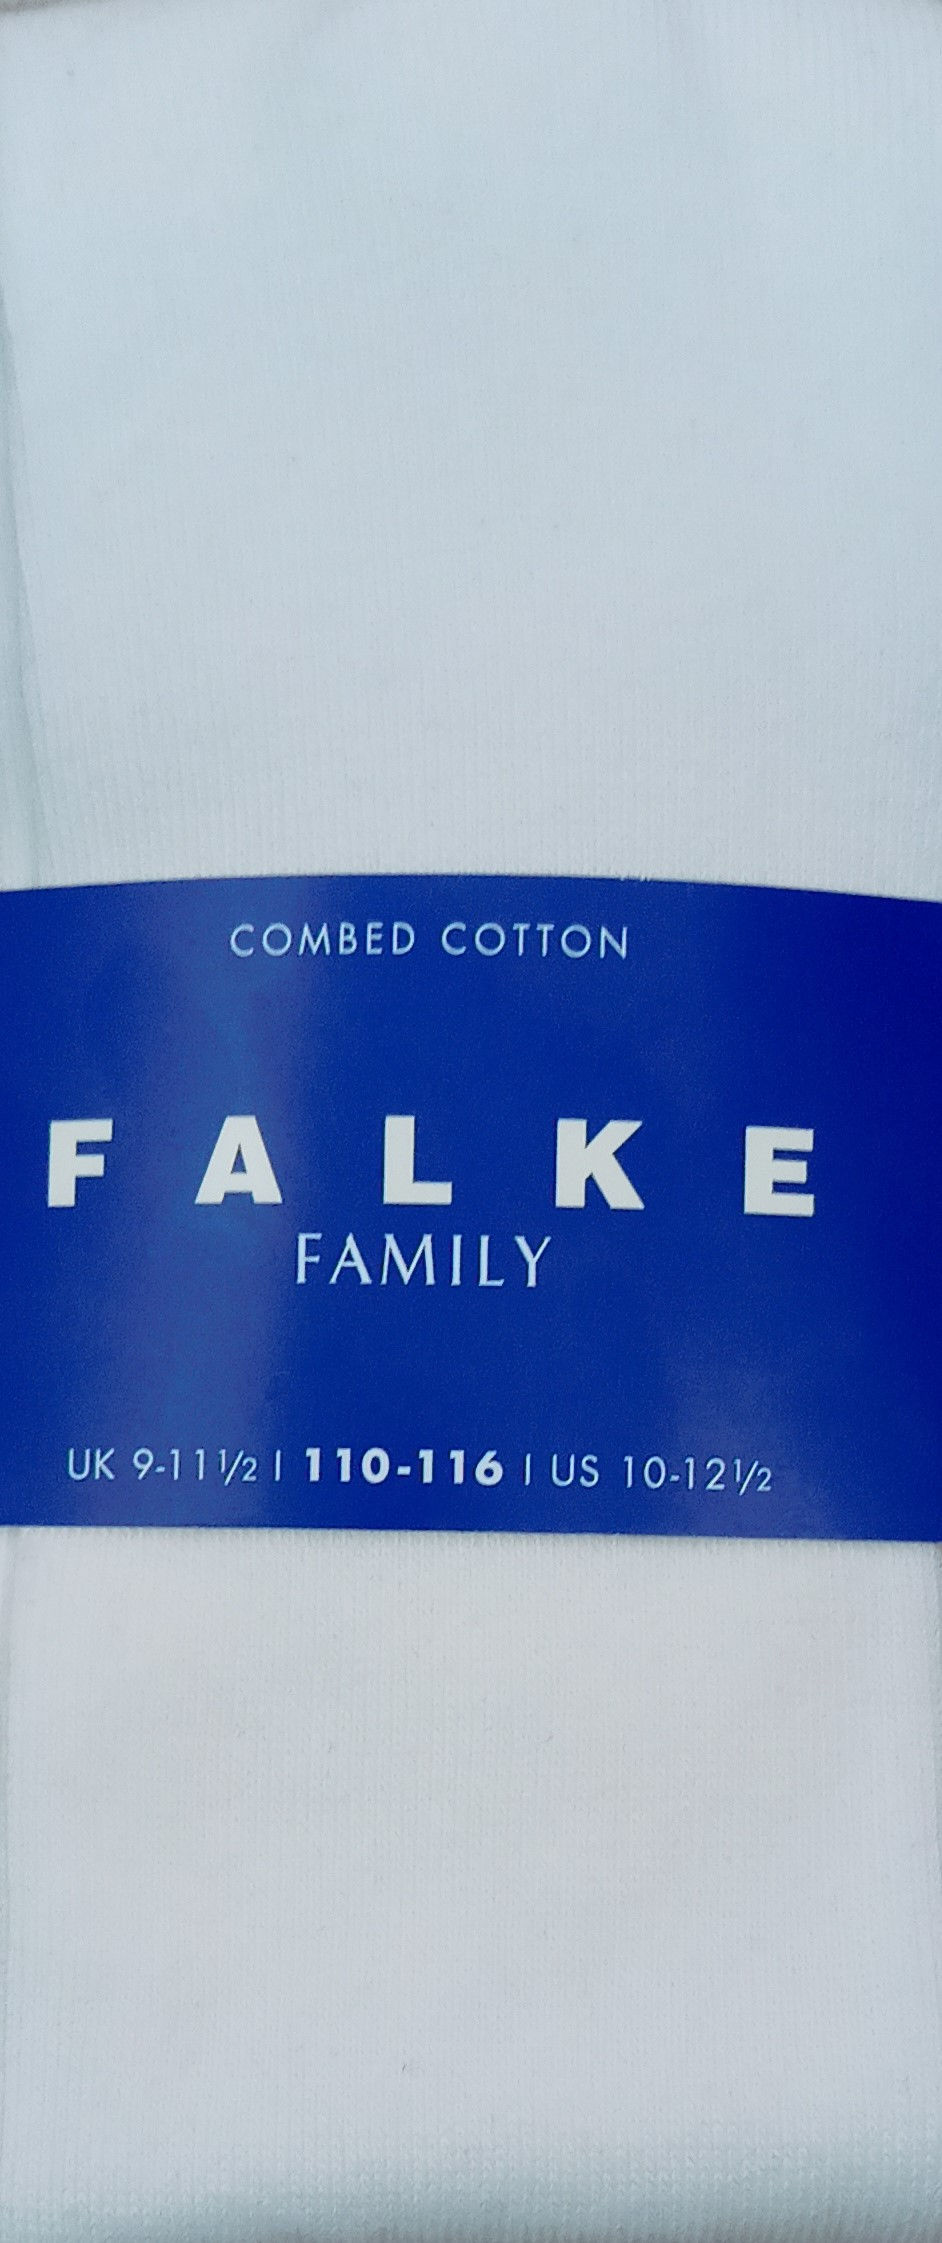 COMBED COTTON
FALKE
FAMILY
UK 9-11½ | 110-116 | US 10-12½